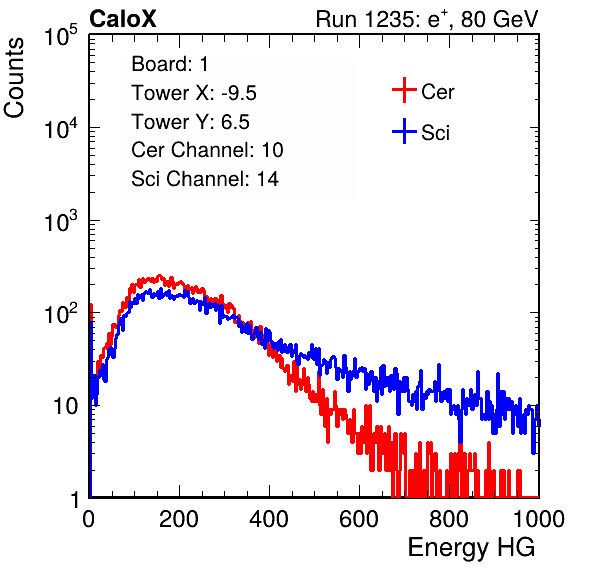 CaloX Run 1235: e⁺, 80 GeV
Counts
10⁵
10⁴
10³
10²
10
1
Board: 1
Tower X: -9.5
Tower Y: 6.5
Cer Channel: 10
Sci Channel: 14
Cer
Sci
0 200 400 600 800 1000
Energy HG